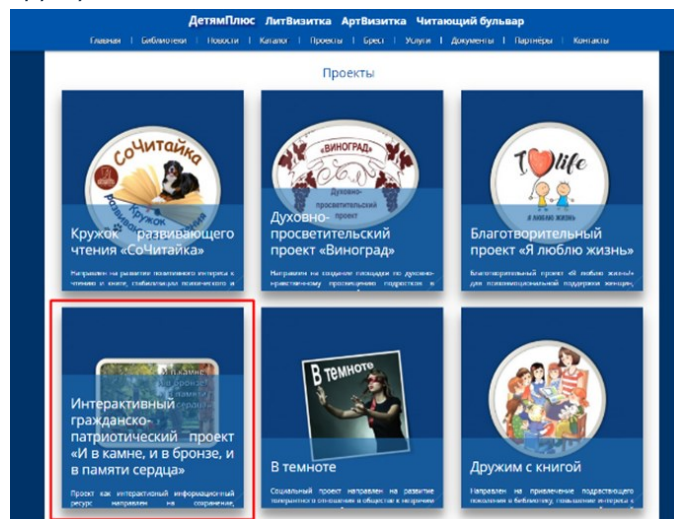 ДетямПлюс ЛитВизитка АртВизитка Читающий бульвар
Главная | Библиотеки | Новости | Каталог | Проекты | Брест | Услуги | Документы | Партнёры | Контакты
Проекты
СоЧитайка
Кружок развивающего
Кружок развивающего
чтения «СоЧитайка»
Направлен на развитие позитивного интереса к
чтению и книге, стабилизации психического и
«ВИНОГРАД»
Духовно-
просветительский
проект
Духовно-
просветительский
проект «Виноград»
Направлен на создание площадки по духовно-
нравственному просвещению подростков в
I life
Я ЛЮБЛЮ ЖИЗНЬ
Благотворительный
проект «Я люблю жизнь»
Благотворительный проект «Я люблю жизнь!»
для психоэмоциональной поддержки женщин,
И в камне
и в бронзе
Интерактивный
гражданско-
патриотический проект
«И в камне, и в бронзе, и
в памяти сердца»
Проект как интерактивный информационный
ресурс направлен на сохранение,
В темноте
В темноте
Социальный проект направлен на развитие
толерантного отношения в обществе к незрячим
Дружим с книгой
Направлен на привлечение подрастающего
поколения в библиотеку, повышение интереса к